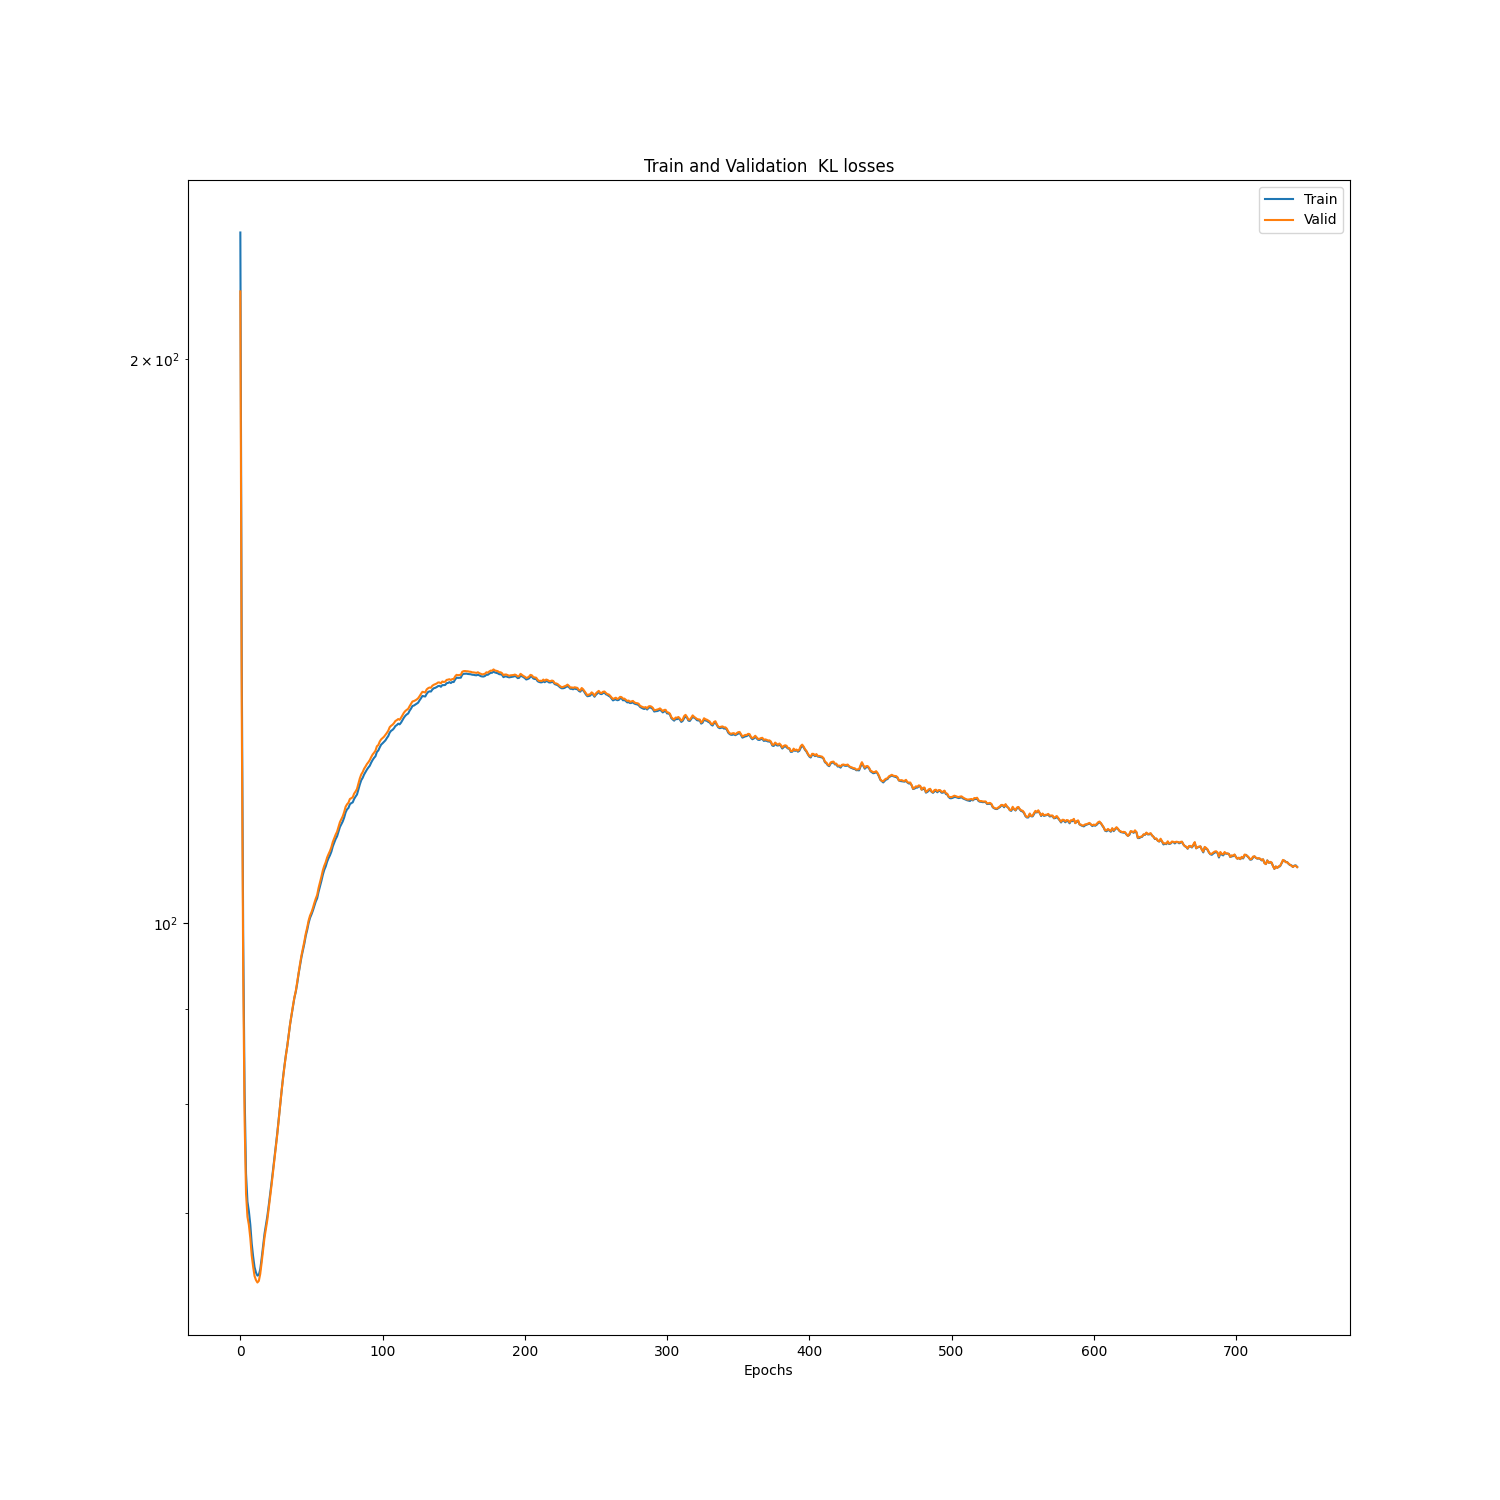 Train and Validation  KL losses
Train
Valid
2 × 10²
10²
0 100 200 300 400 500 600 700
Epochs